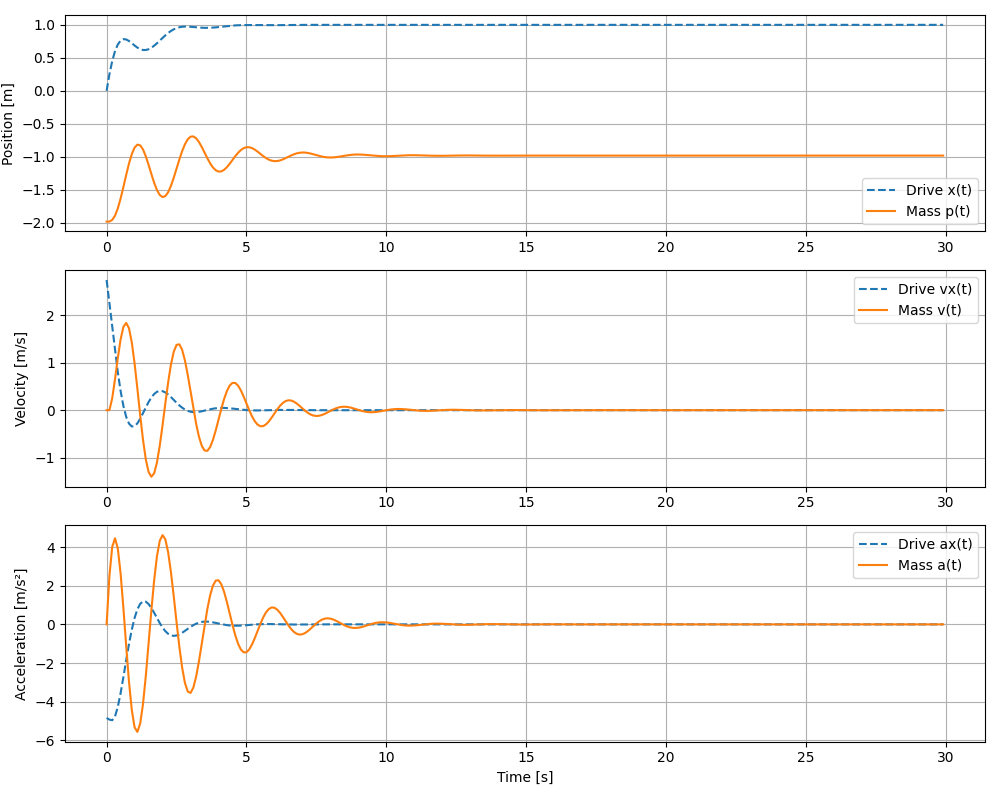 Position [m]
1.0
0.5
0.0
−0.5
−1.0
−1.5
−2.0
Drive x(t)
Mass p(t)
0 5 10 15 20 25 30
Velocity [m/s]
2
1
0
−1
Drive vx(t)
Mass v(t)
0 5 10 15 20 25 30
Acceleration [m/s²]
4
2
0
−2
−4
−6
Drive ax(t)
Mass a(t)
0 5 10 15 20 25 30
Time [s]